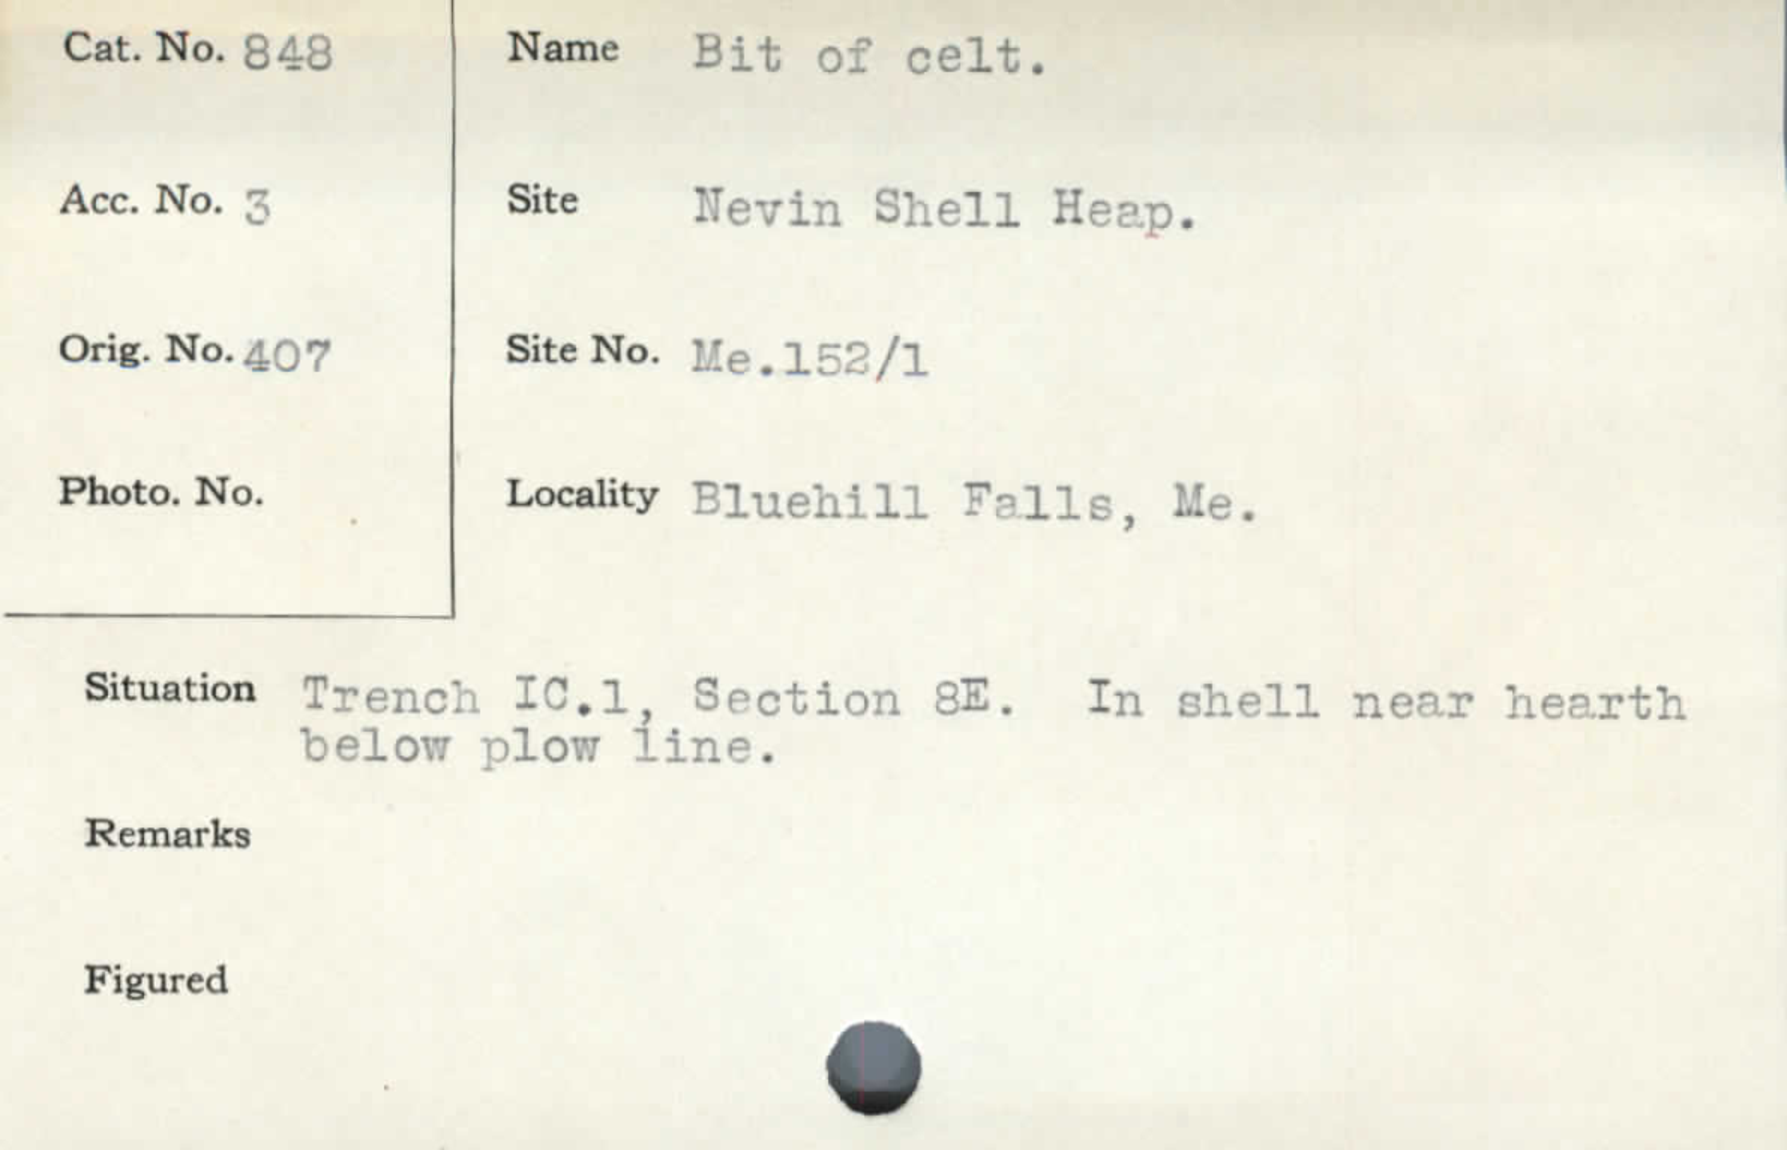 Cat. No. 848
Name Bit of celt.
Acc. No. 3
Site Nevin Shell Heap.
Orig. No. 407
Site No. Me.152/1
Photo. No.
Locality Bluehill Falls, Me.
Situation Trench IC.1, Section 8E. In shell near hearth
below plow line.
Remarks
Figured